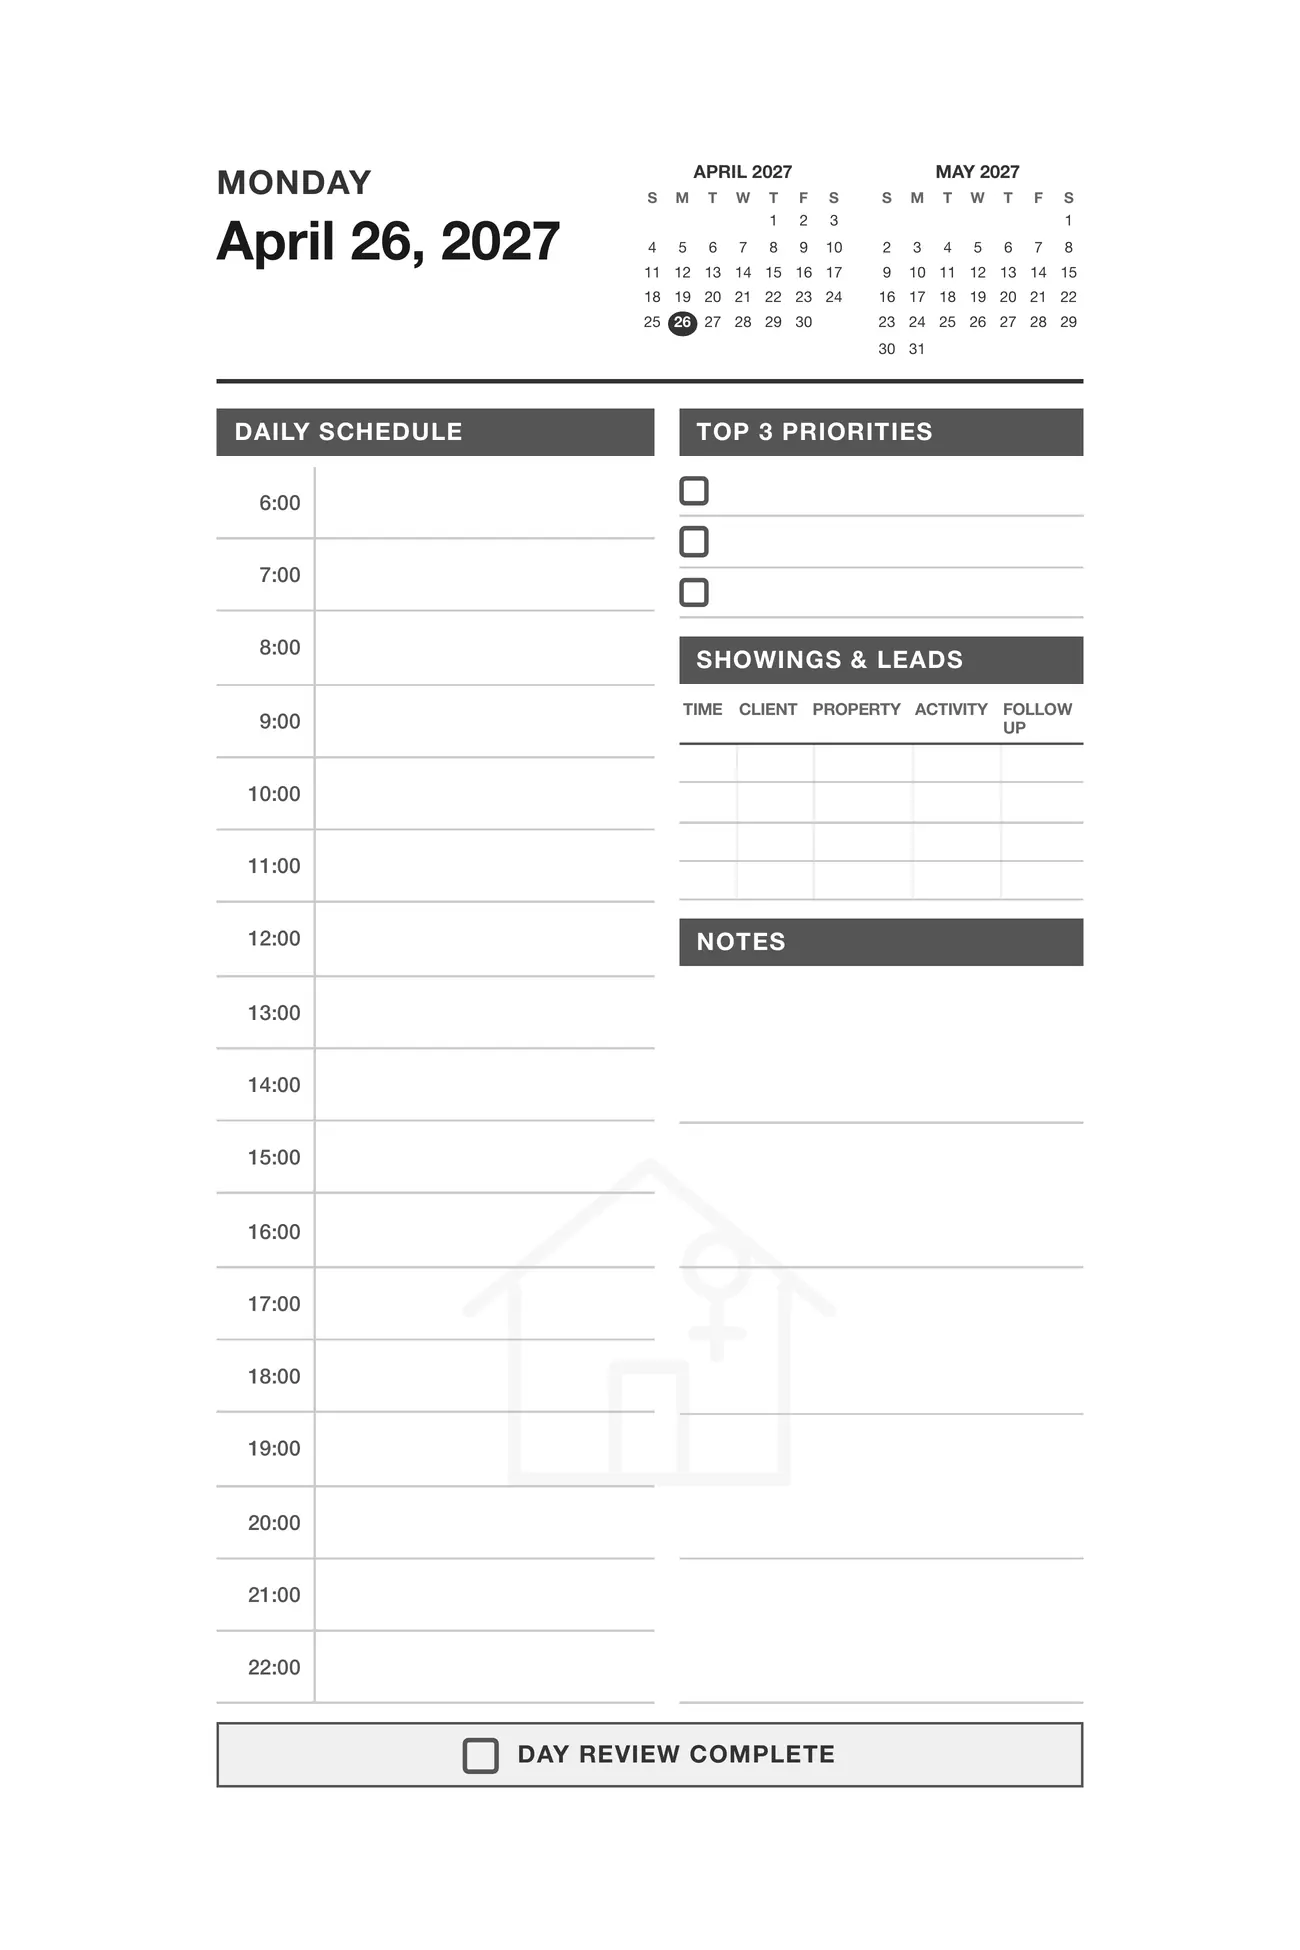 MONDAY
April 26, 2027
APRIL 2027
S M T W T F S
1 2 3
4 5 6 7 8 9 10
11 12 13 14 15 16 17
18 19 20 21 22 23 24
25 26 27 28 29 30
MAY 2027
S M T W T F S
1
2 3 4 5 6 7 8
9 10 11 12 13 14 15
16 17 18 19 20 21 22
23 24 25 26 27 28 29
30 31
DAILY SCHEDULE
6:00
7:00
8:00
9:00
10:00
11:00
12:00
13:00
14:00
15:00
16:00
17:00
18:00
19:00
20:00
21:00
22:00
TOP 3 PRIORITIES
SHOWINGS & LEADS
TIME CLIENT PROPERTY ACTIVITY FOLLOW
UP
NOTES
DAY REVIEW COMPLETE